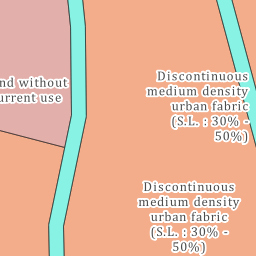 nd without
urrent use
Discontinuous
medium density
urban fabric
(S.L. : 30% -
50%)
Discontinuous
medium density
urban fabric
(S.L. : 30% -
50%)